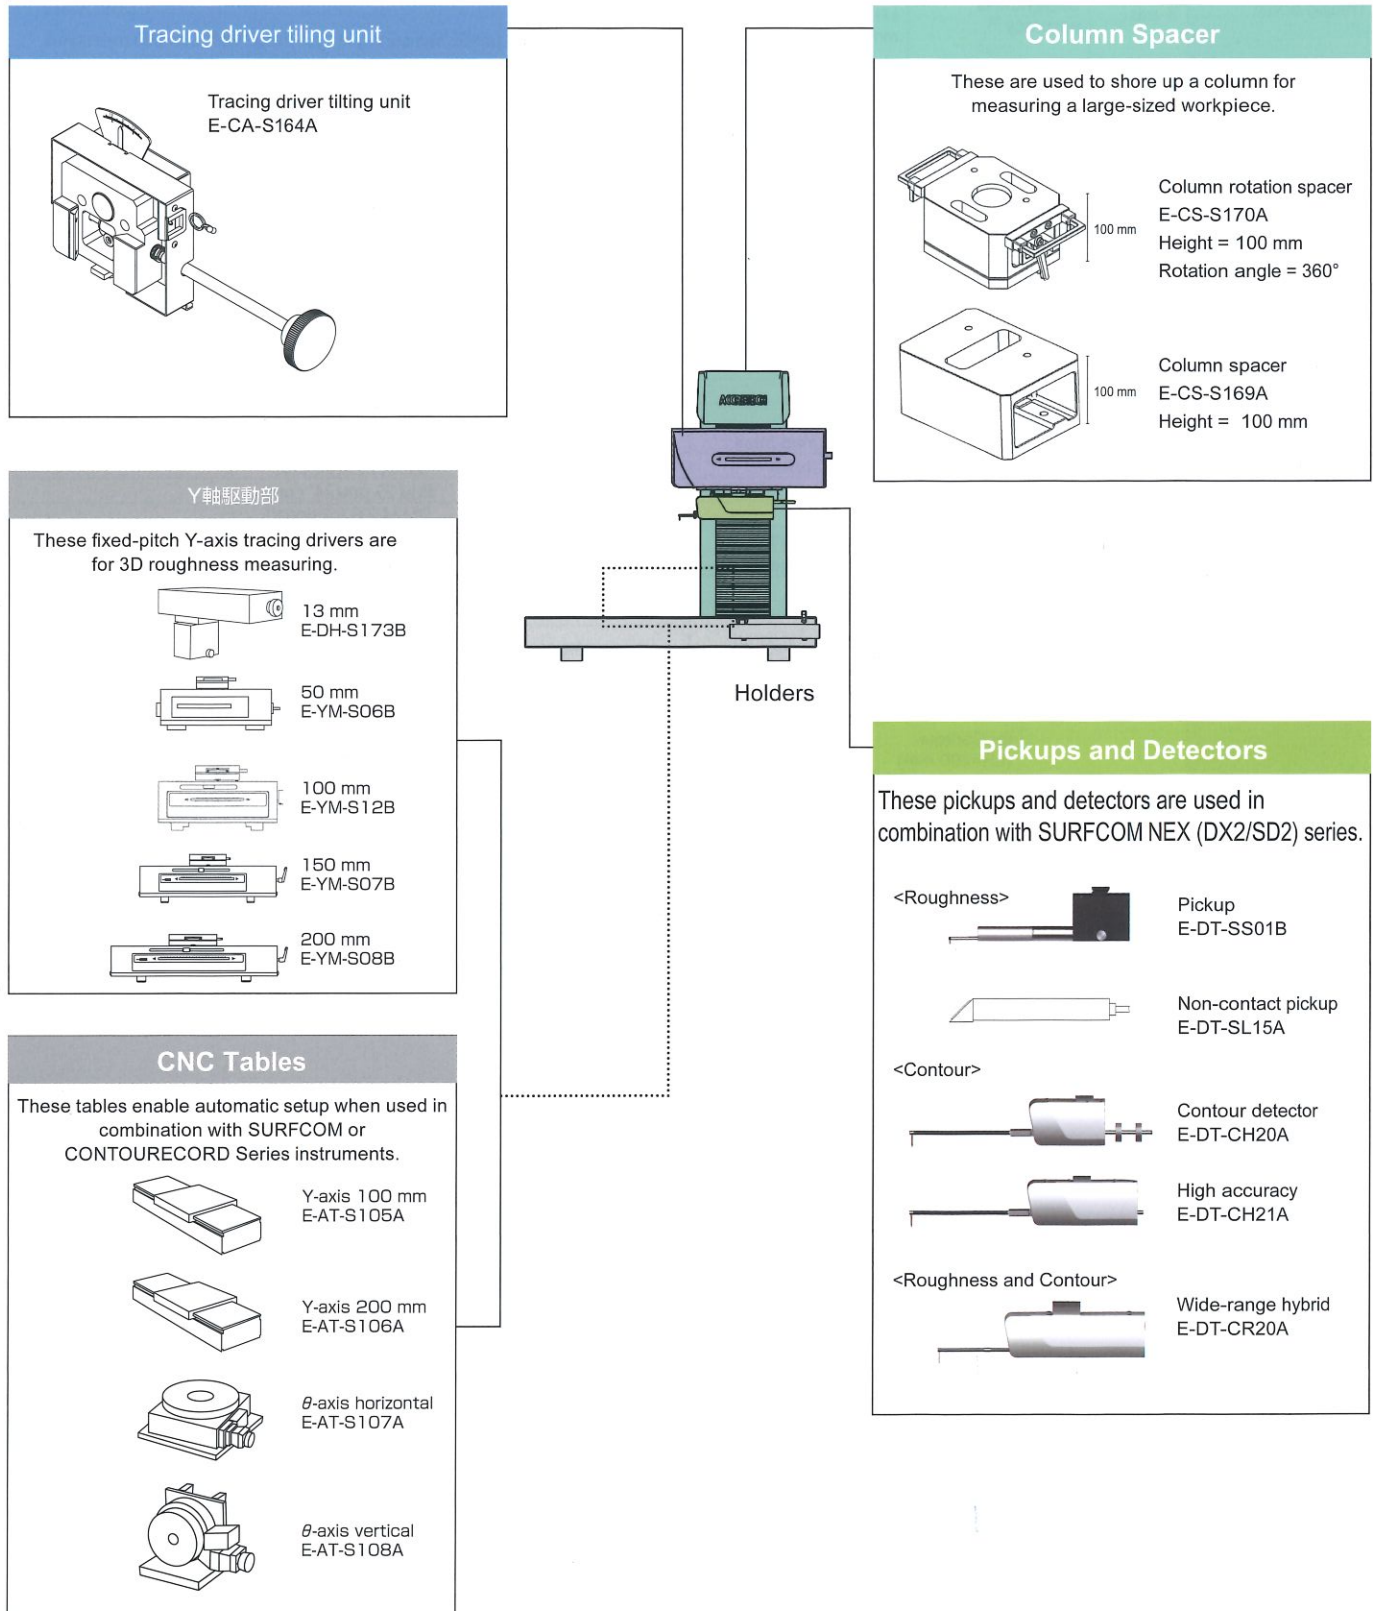 Tracing driver tiling unit
Tracing driver tilting unit
E-CA-S164A
Column Spacer
These are used to shore up a column for
measuring a large-sized workpiece.
100 mm
Column rotation spacer
E-CS-S170A
Height = 100 mm
Rotation angle = 360°
100 mm
Column spacer
E-CS-S169A
Height = 100 mm
Y軸駆動部
These fixed-pitch Y-axis tracing drivers are
for 3D roughness measuring.
13 mm
E-DH-S173B
50 mm
E-YM-S06B
100 mm
E-YM-S12B
150 mm
E-YM-S07B
200 mm
E-YM-S08B
Holders
CNC Tables
These tables enable automatic setup when used in
combination with SURFCOM or
CONTOURECORD Series instruments.
Y-axis 100 mm
E-AT-S105A
Y-axis 200 mm
E-AT-S106A
θ-axis horizontal
E-AT-S107A
θ-axis vertical
E-AT-S108A
Pickups and Detectors
These pickups and detectors are used in
combination with SURFCOM NEX (DX2/SD2) series.
<Roughness>
Pickup
E-DT-SS01B
Non-contact pickup
E-DT-SL15A
<Contour>
Contour detector
E-DT-CH20A
High accuracy
E-DT-CH21A
<Roughness and Contour>
Wide-range hybrid
E-DT-CR20A